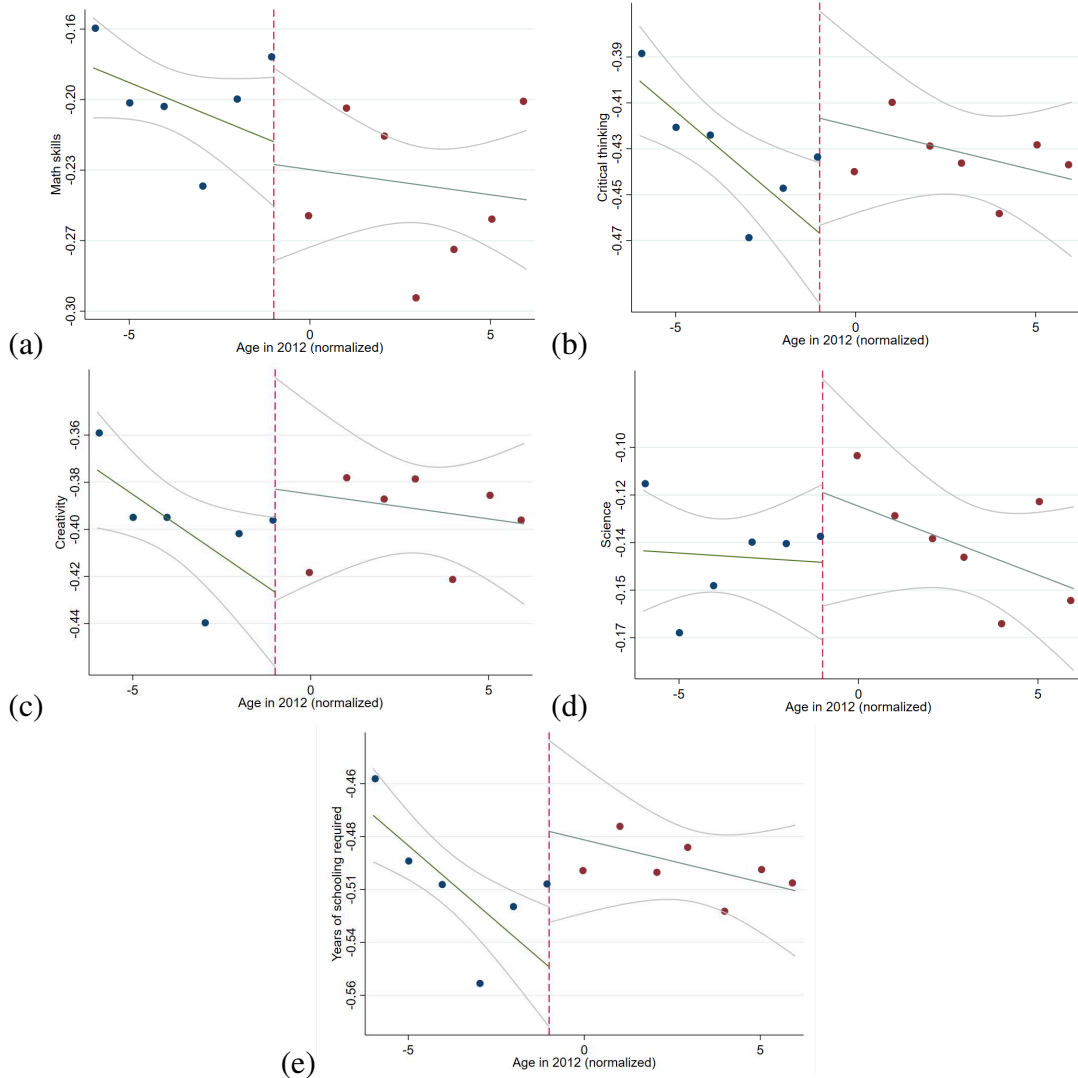 Math skills
-0.16
-0.20
-0.23
-0.27
-0.30
-5
0
5
Age in 2012 (normalized)
(a)
Critical thinking
-0.39
-0.41
-0.43
-0.45
-0.47
-5
0
5
Age in 2012 (normalized)
(b)
Creativity
-0.36
-0.38
-0.40
-0.42
-0.44
-5
0
5
Age in 2012 (normalized)
(c)
Science
-0.10
-0.12
-0.14
-0.15
-0.17
-5
0
5
Age in 2012 (normalized)
(d)
Years of schooling required
-0.46
-0.48
-0.51
-0.54
-0.56
-5
0
5
Age in 2012 (normalized)
(e)